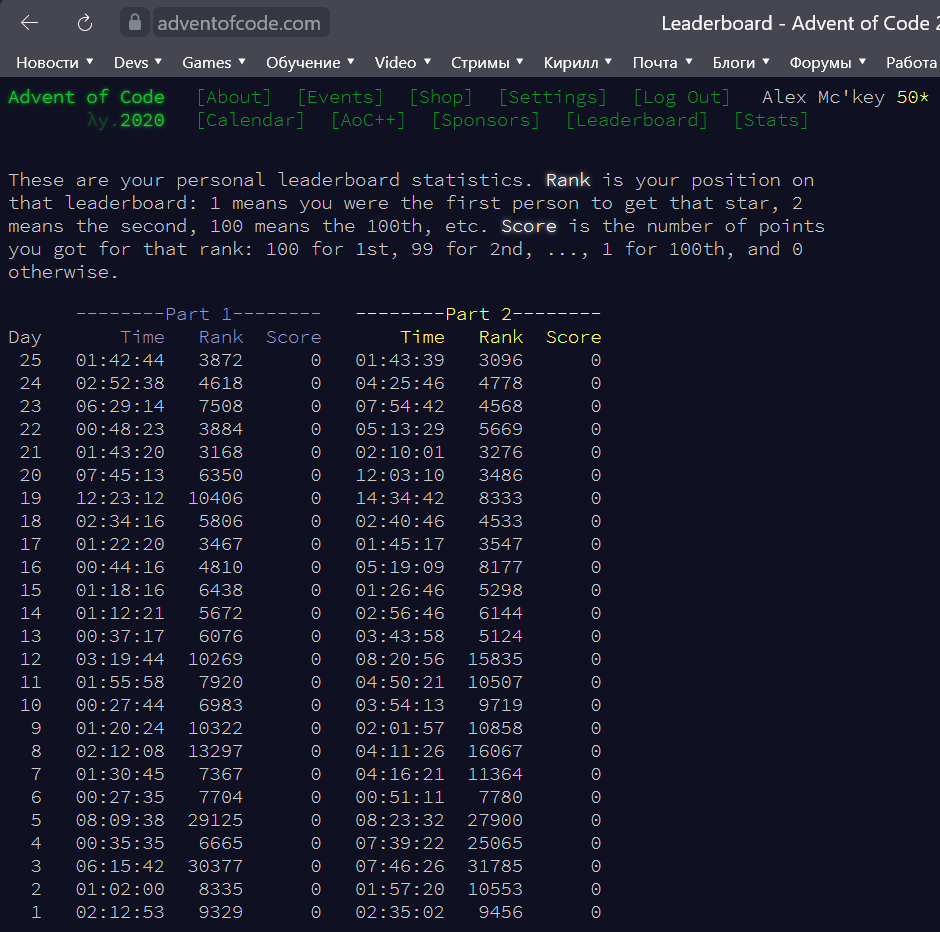 adventofcode.com Leaderboard - Advent of Code 2
Новости ▾ Devs ▾ Games ▾ Обучение ▾ Video ▾ Стримы ▾ Кирилл ▾ Почта ▾ Блоги ▾ Форумы ▾ Работа
Advent of Code [About] [Events] [Shop] [Settings] [Log Out] Alex Mc'key 50*
λy.2020 [Calendar] [AoC++] [Sponsors] [Leaderboard] [Stats]
These are your personal leaderboard statistics. Rank is your position on
that leaderboard: 1 means you were the first person to get that star, 2
means the second, 100 means the 100th, etc. Score is the number of points
you got for that rank: 100 for 1st, 99 for 2nd, ..., 1 for 100th, and 0
otherwise.
--------Part 1-------- --------Part 2--------
Day Time Rank Score Time Rank Score
25 01:42:44 3872 0 01:43:39 3096 0
24 02:52:38 4618 0 04:25:46 4778 0
23 06:29:14 7508 0 07:54:42 4568 0
22 00:48:23 3884 0 05:13:29 5669 0
21 01:43:20 3168 0 02:10:01 3276 0
20 07:45:13 6350 0 12:03:10 3486 0
19 12:23:12 10406 0 14:34:42 8333 0
18 02:34:16 5806 0 02:40:46 4533 0
17 01:22:20 3467 0 01:45:17 3547 0
16 00:44:16 4810 0 05:19:09 8177 0
15 01:18:16 6438 0 01:26:46 5298 0
14 01:12:21 5672 0 02:56:46 6144 0
13 00:37:17 6076 0 03:43:58 5124 0
12 03:19:44 10269 0 08:20:56 15835 0
11 01:55:58 7920 0 04:50:21 10507 0
10 00:27:44 6983 0 03:54:13 9719 0
9 01:20:24 10322 0 02:01:57 10858 0
8 02:12:08 13297 0 04:11:26 16067 0
7 01:30:45 7367 0 04:16:21 11364 0
6 00:27:35 7704 0 00:51:11 7780 0
5 08:09:38 29125 0 08:23:32 27900 0
4 00:35:35 6665 0 07:39:22 25065 0
3 06:15:42 30377 0 07:46:26 31785 0
2 01:02:00 8335 0 01:57:20 10553 0
1 02:12:53 9329 0 02:35:02 9456 0